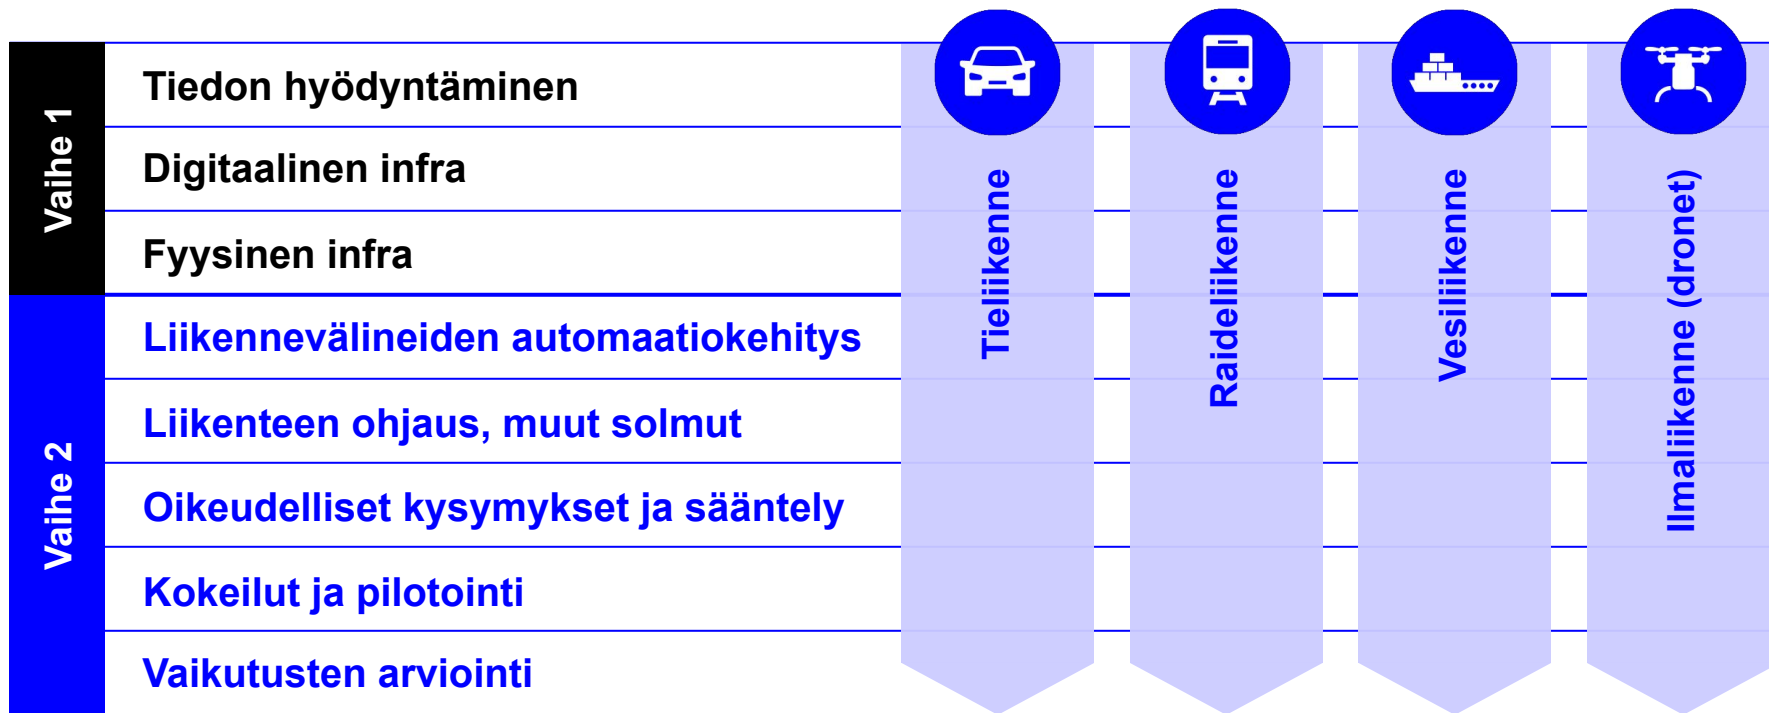 Vaihe 1
Tiedon hyödyntäminen
Digitaalinen infra
Fyysinen infra
Vaihe 2
Liikennevälineiden automaatiokehitys
Liikenteen ohjaus, muut solmut
Oikeudelliset kysymykset ja sääntely
Kokeilut ja pilotointi
Vaikutusten arviointi
Tieliikenne
Raideliikenne
Vesiliikenne
Ilmaliikenne (dronet)